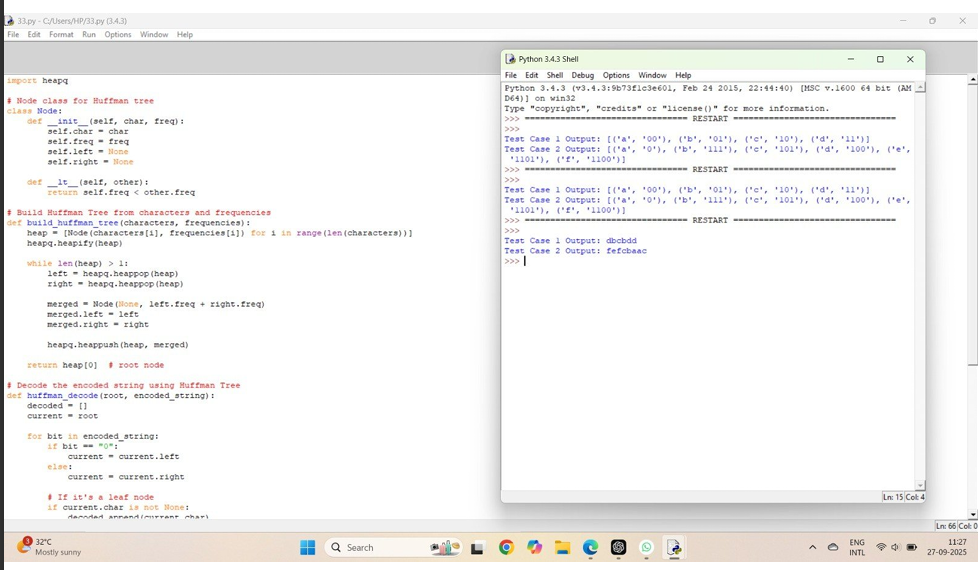 33.py - C:/Users/HP/33.py (3.4.3)
File Edit Format Run Options Window Help
import heapq
# Node class for Huffman tree
class Node:
    def __init__(self, char, freq):
        self.char = char
        self.freq = freq
        self.left = None
        self.right = None
    def __lt__(self, other):
        return self.freq < other.freq
# Build Huffman Tree from characters and frequencies
def build_huffman_tree(characters, frequencies):
    heap = [Node(characters[i], frequencies[i]) for i in range(len(characters))]
    heapq.heapify(heap)
    while len(heap) > 1:
        left = heapq.heappop(heap)
        right = heapq.heappop(heap)
        merged = Node(None, left.freq + right.freq)
        merged.left = left
        merged.right = right
        heapq.heappush(heap, merged)
    return heap[0]  # root node
# Decode the encoded string using Huffman Tree
def huffman_decode(root, encoded_string):
    decoded = []
    current = root
    for bit in encoded_string:
        if bit == "0":
            current = current.left
        else:
            current = current.right
        # If it's a leaf node
        if current.char is not None:
            decoded.append(current.char)
Ln: 66 Col: 0
Python 3.4.3 Shell
File Edit Shell Debug Options Window Help
Python 3.4.3 (v3.4.3:9b73f1c3e601, Feb 24 2015, 22:44:40) [MSC v.1600 64 bit (AM
D64)] on win32
Type "copyright", "credits" or "license()" for more information.
>>> ================================ RESTART ================================
>>>
Test Case 1 Output: [('a', '00'), ('b', '01'), ('c', '10'), ('d', '11')]
Test Case 2 Output: [('a', '0'), ('b', '111'), ('c', '101'), ('d', '100'), ('e',
 '1101'), ('f', '1100')]
>>> ================================ RESTART ================================
>>>
Test Case 1 Output: [('a', '00'), ('b', '01'), ('c', '10'), ('d', '11')]
Test Case 2 Output: [('a', '0'), ('b', '111'), ('c', '101'), ('d', '100'), ('e',
 '1101'), ('f', '1100')]
>>> ================================ RESTART ================================
>>>
Test Case 1 Output: dbcbdd
Test Case 2 Output: fefcbaac
>>>
Ln: 15 Col: 4
3
32°C
Mostly sunny
Search
ENG
INTL
11:27
27-09-2025